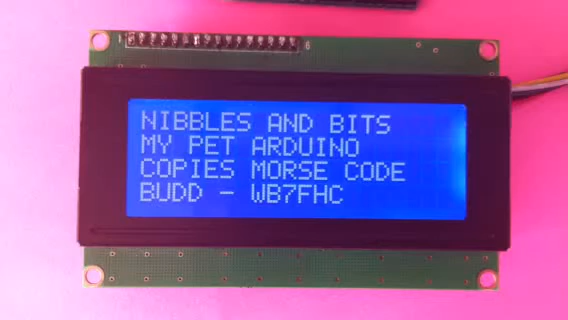 NIBBLES AND BITS
MY PET ARDUINO
COPIES MORSE CODE
BUDD - WB7FHC